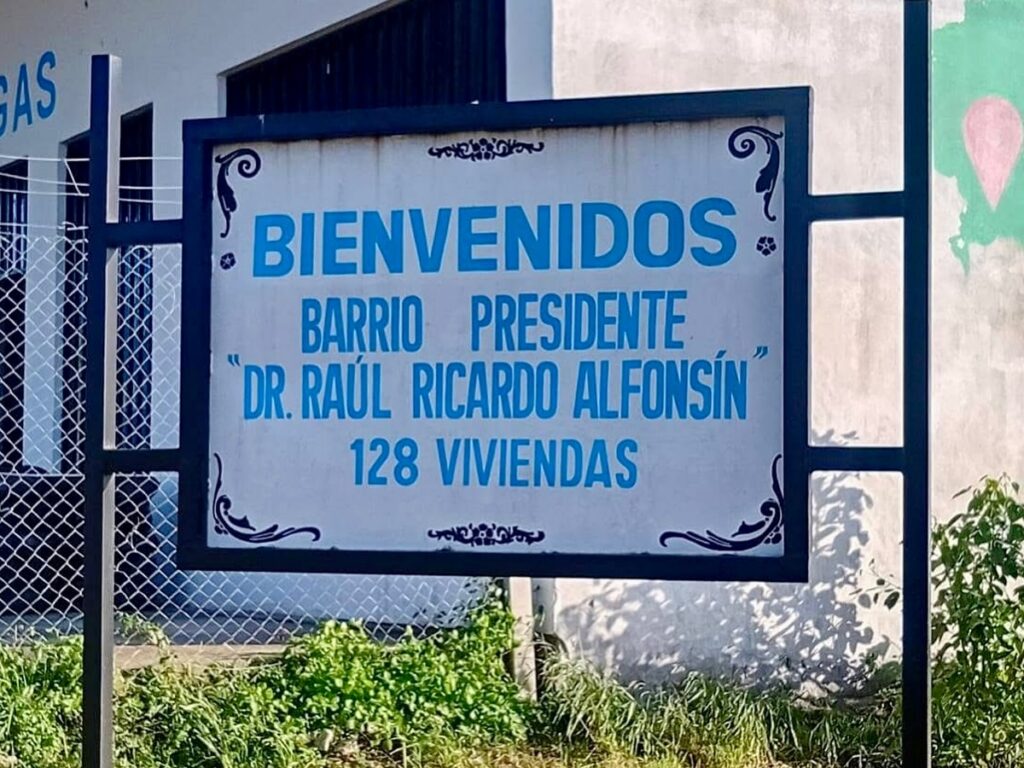 GAS
BIENVENIDOS
BARRIO PRESIDENTE
"DR. RAÚL RICARDO ALFONSÍN"
128 VIVIENDAS